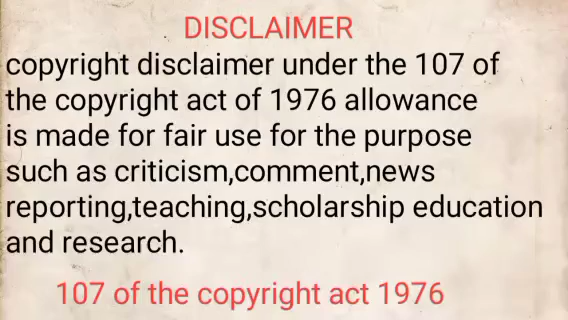 DISCLAIMER
copyright disclaimer under the 107 of
the copyright act of 1976 allowance
is made for fair use for the purpose
such as criticism,comment,news
reporting,teaching,scholarship education
and research.
107 of the copyright act 1976